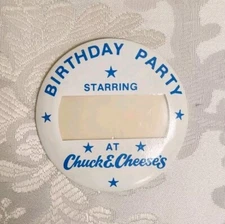 BIRTHDAY PARTY
STARRING
AT
Chuck E. Cheese's